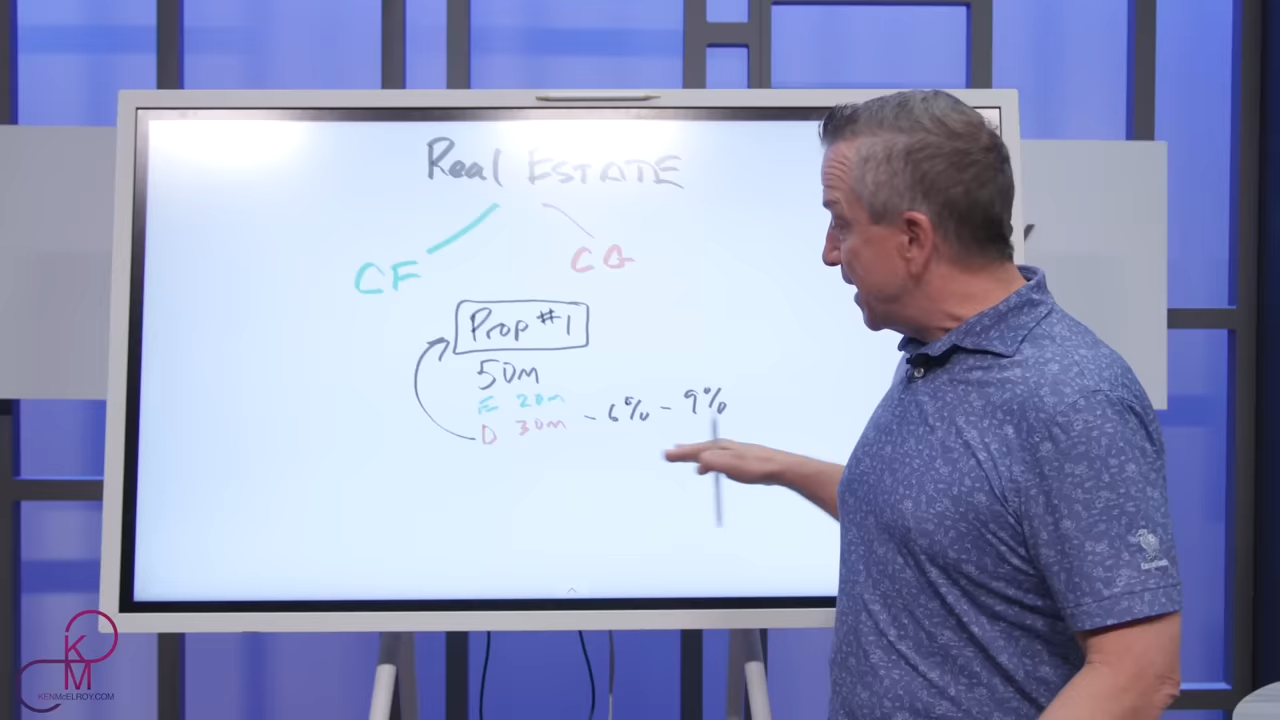 Real ESTATE
CF
CG
Prop #1
50m
E 20m
D 30m - 6% - 9%
KM
KENMCELROY.COM